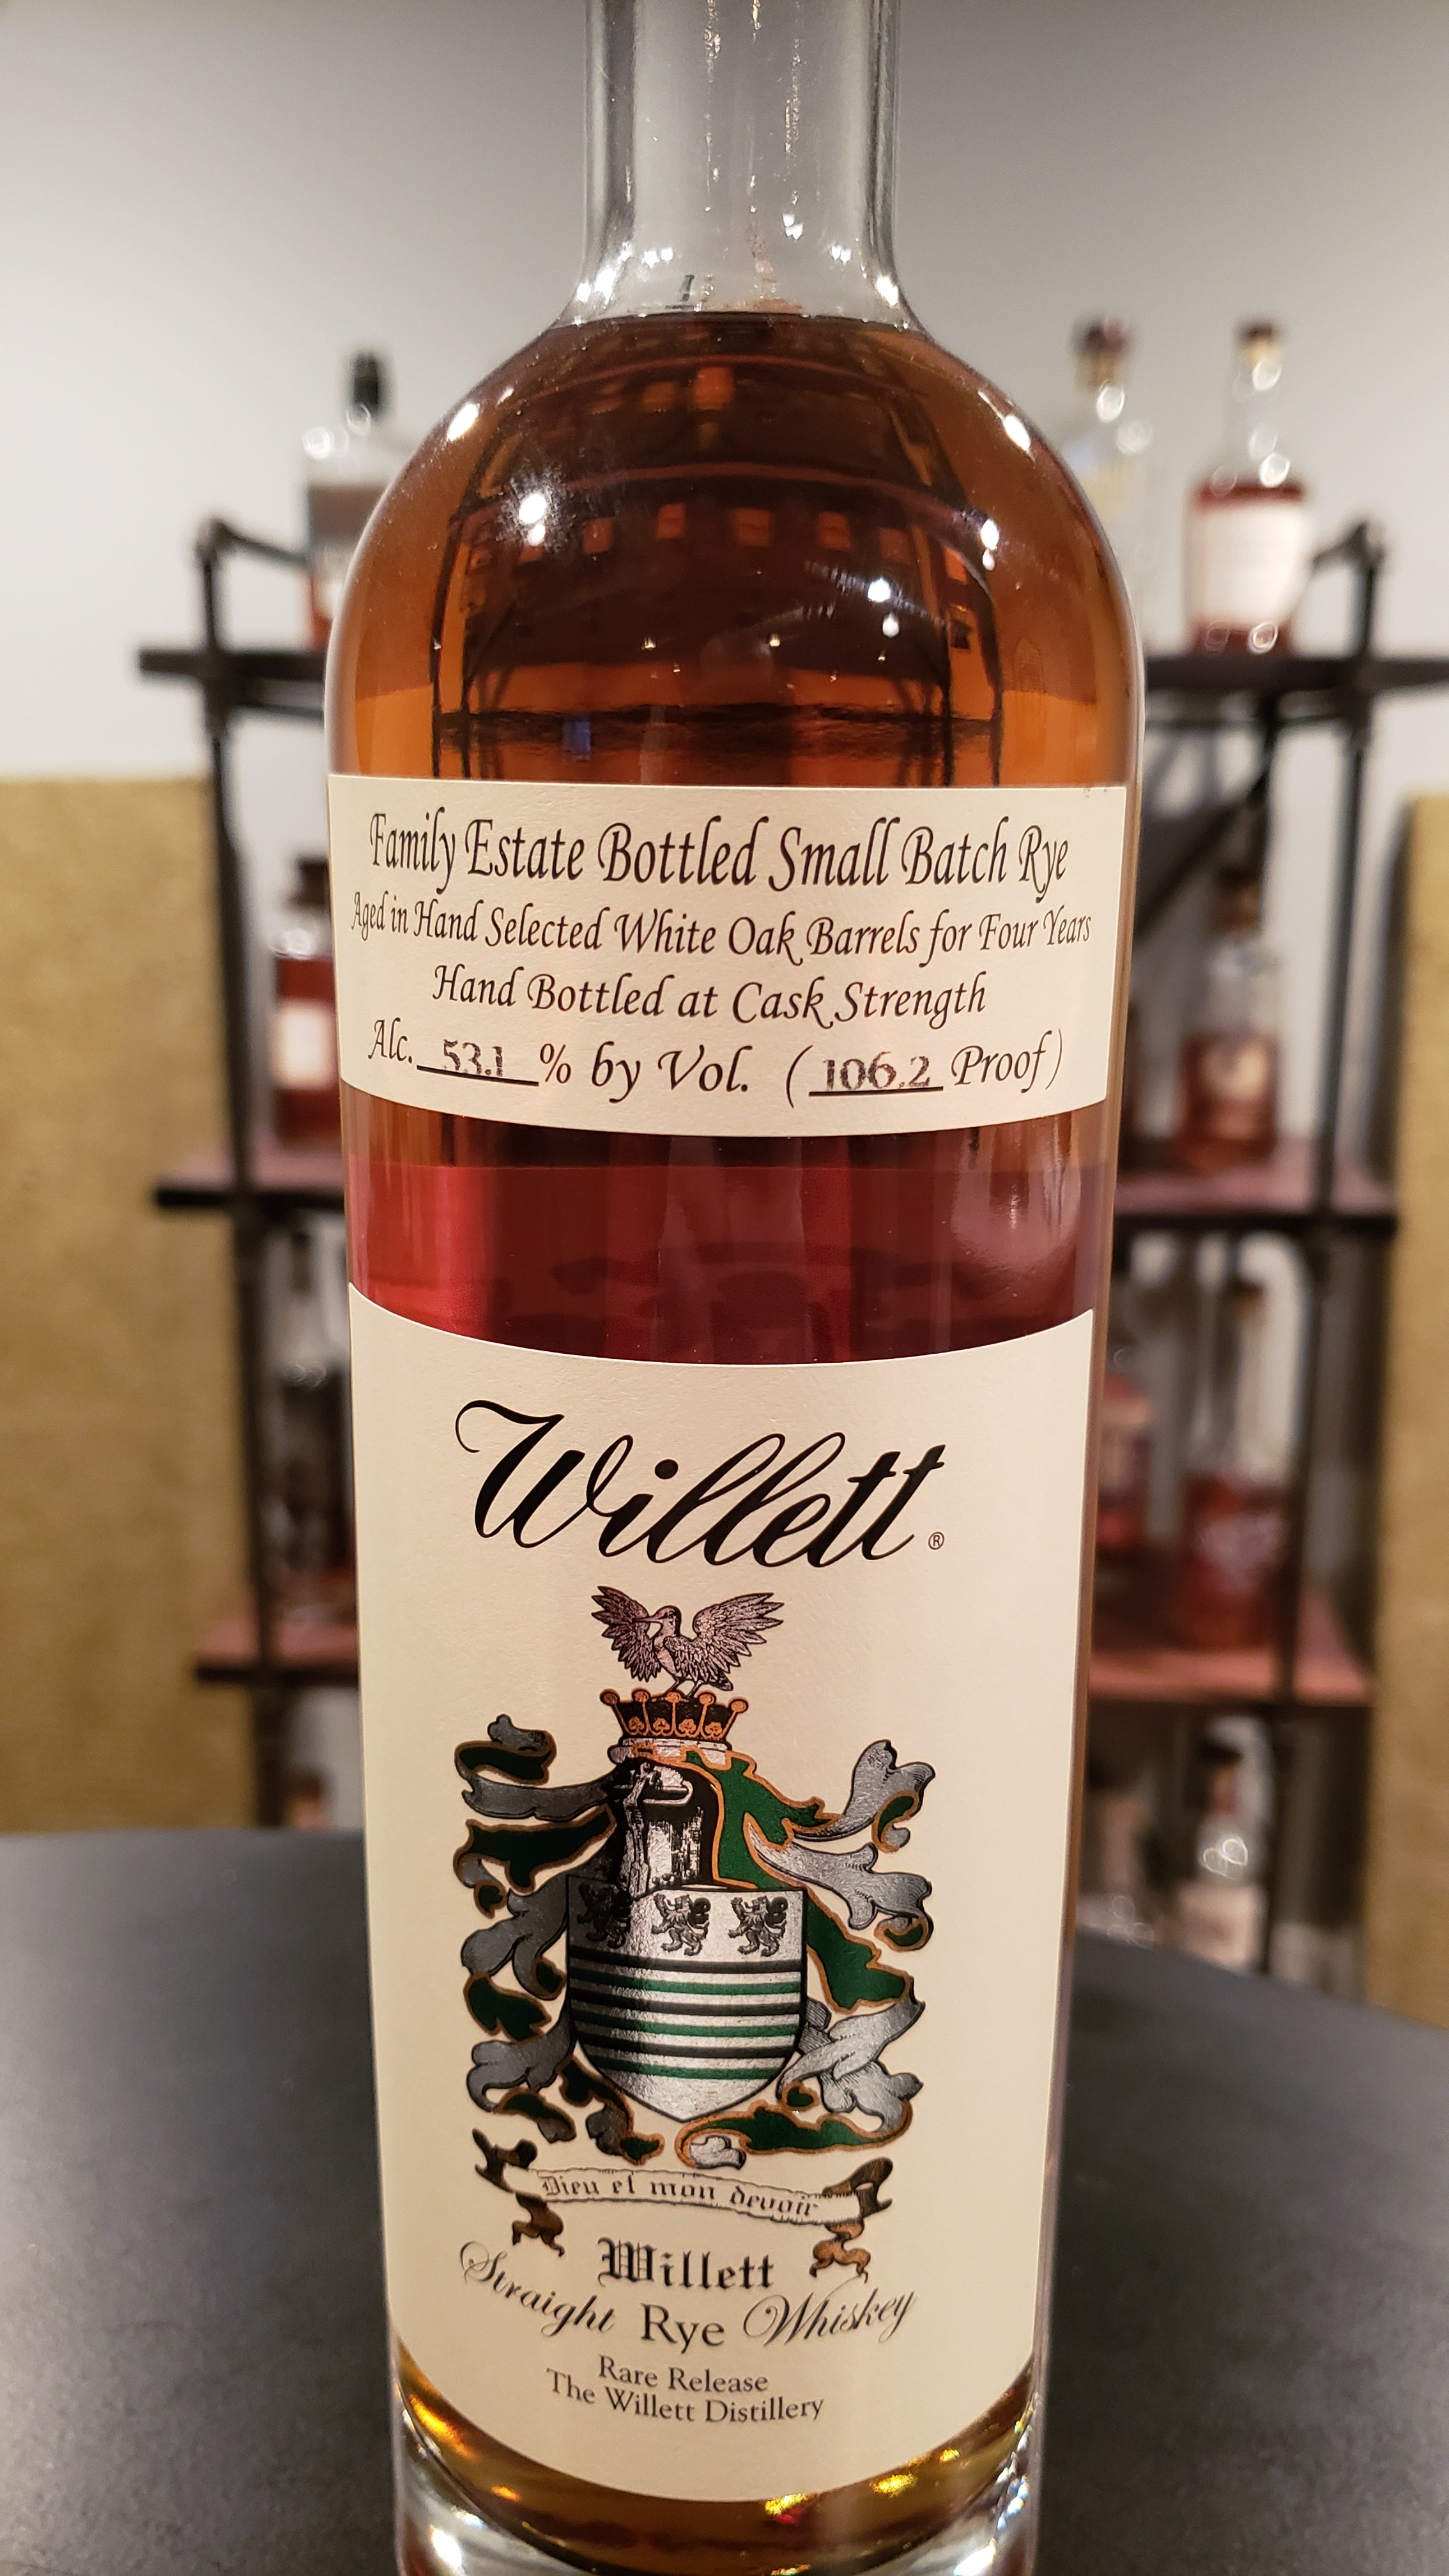 Family Estate Bottled Small Batch Rye
Aged in Hand Selected White Oak Barrels for Four Years
Hand Bottled at Cask Strength
Alc. 53.1 % by Vol. (106.2 Proof)
Willett®
Dieu et mon devoir
Willett
Straight Rye Whiskey
Rare Release
The Willett Distillery